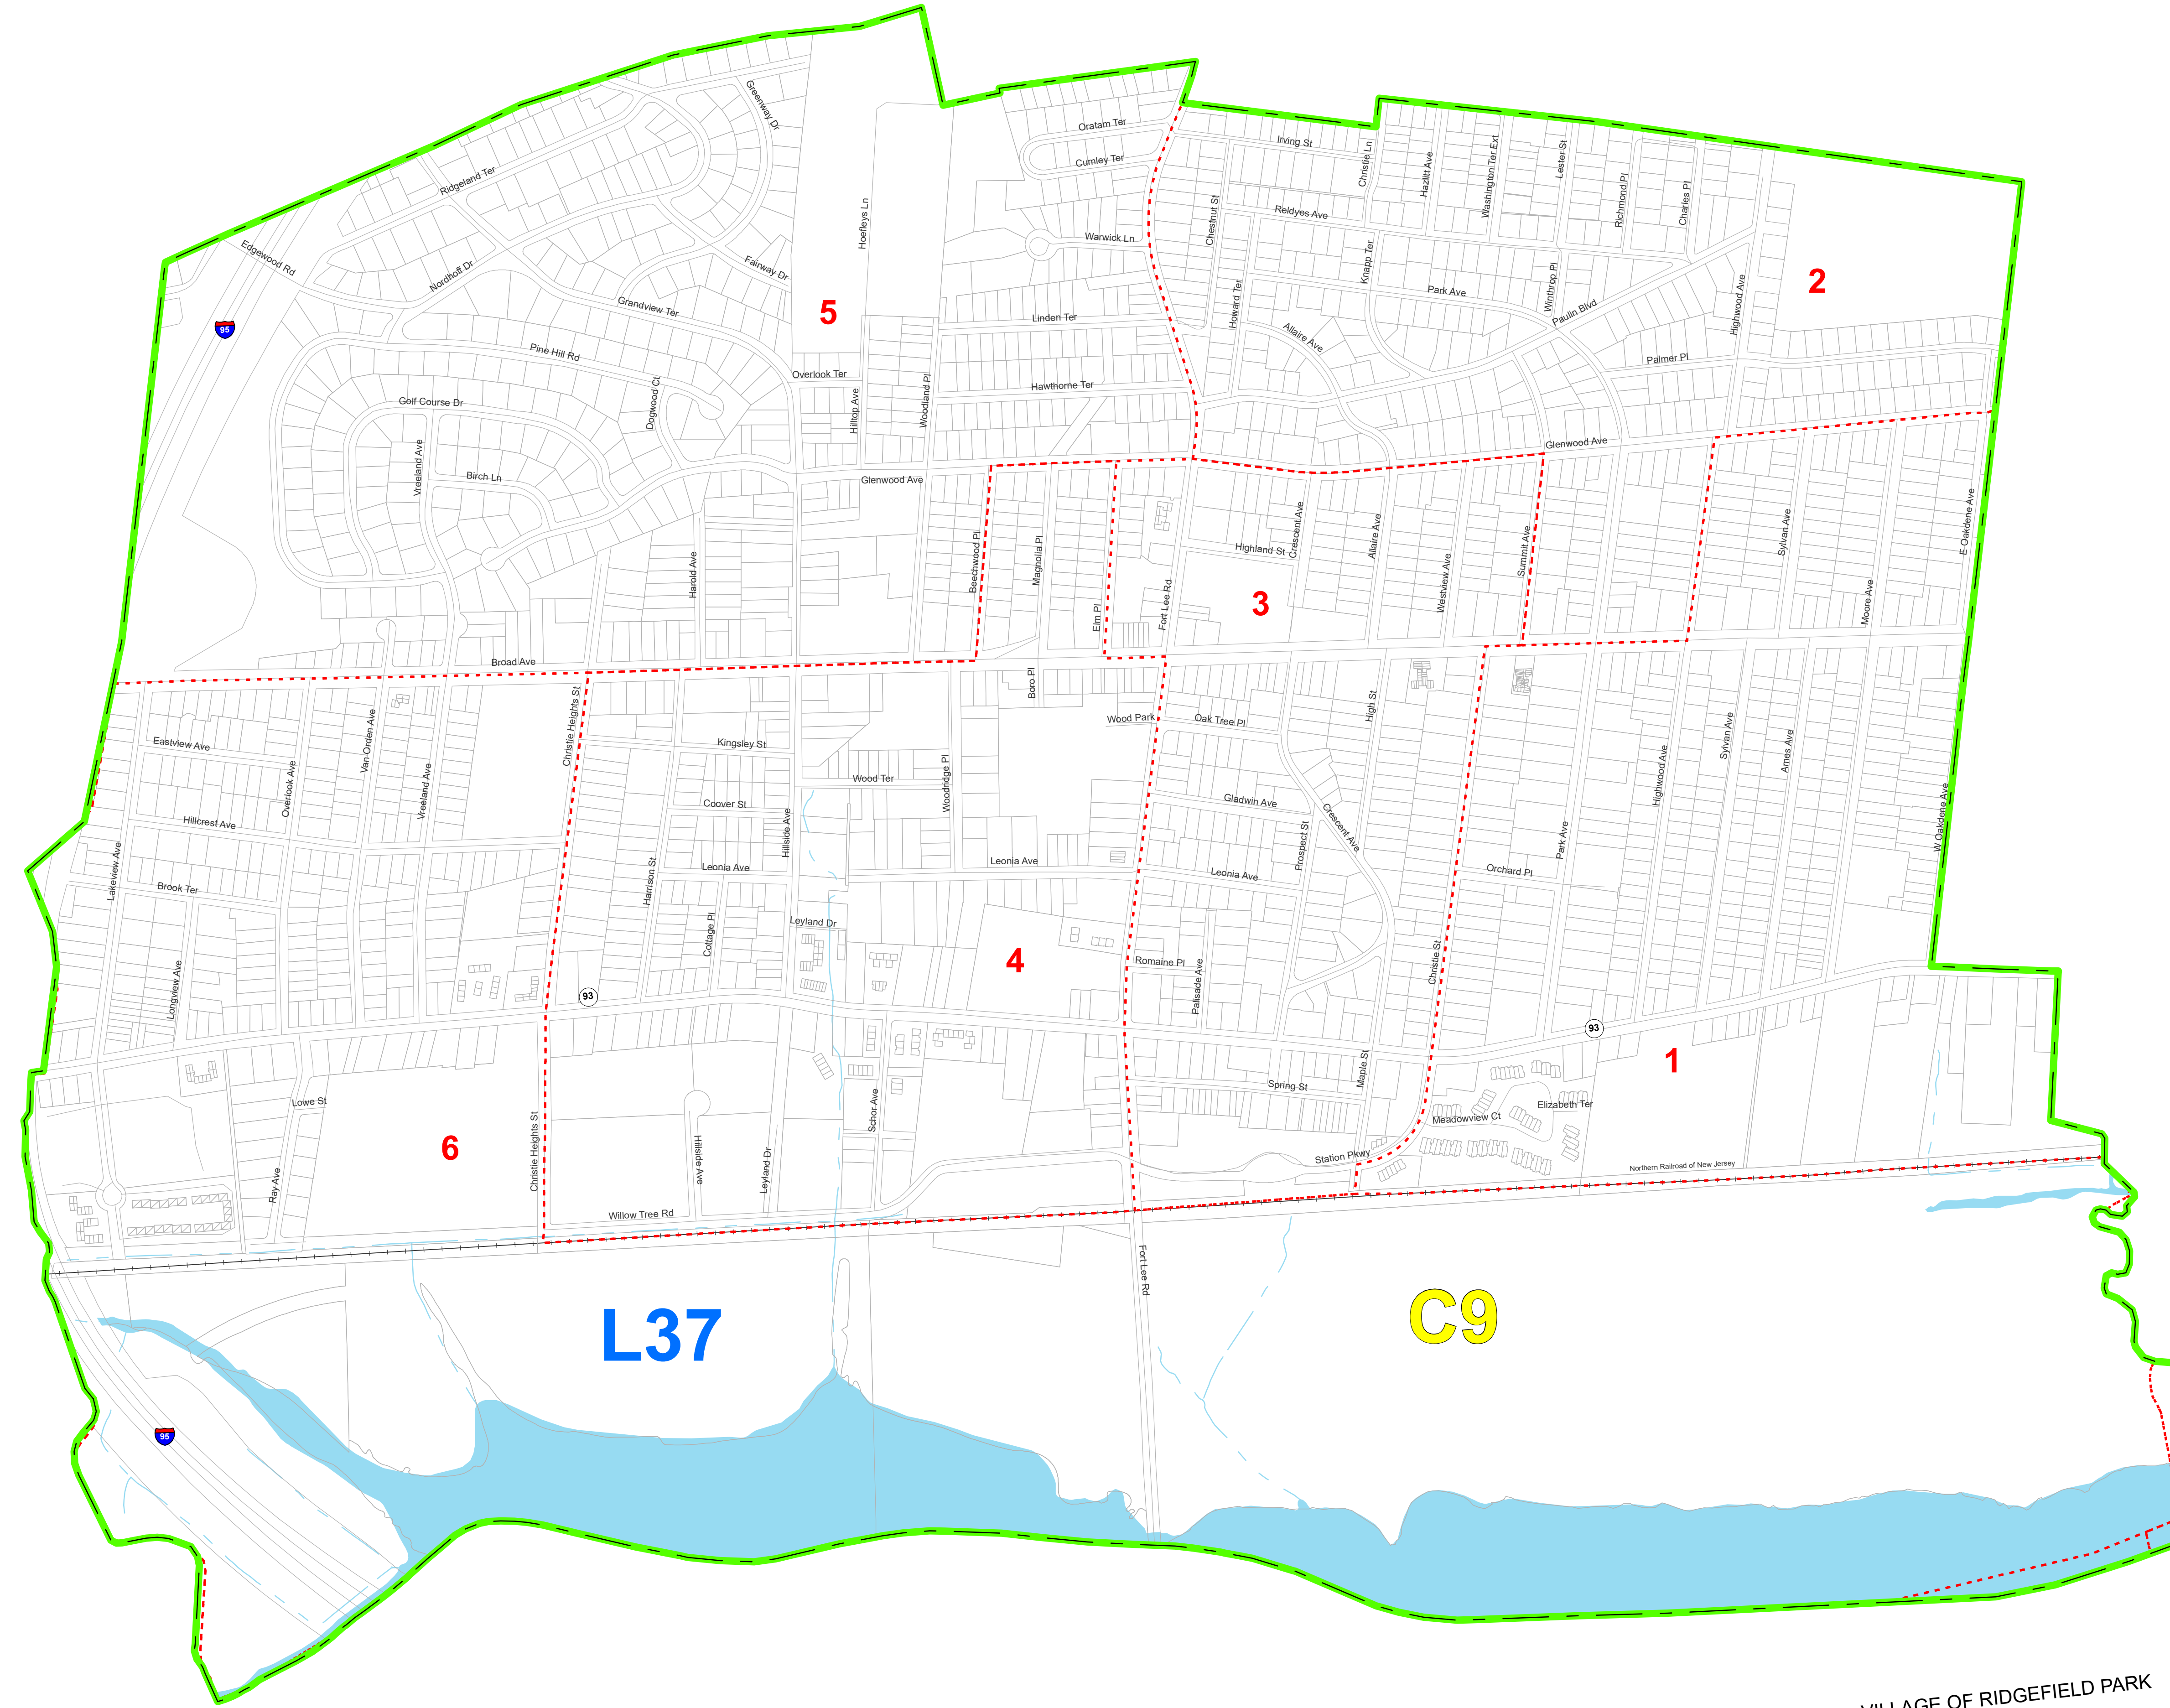 Greenway Dr
Oratam Ter
Cumley Ter
Irving St
Christie Ln
Hazlitt Ave
Washington Ter Ext
Lester St
Richmond Pl
Charles Pl
Ridgeland Ter
Hoefleys Ln
Chestnut St
Reldyes Ave
Warwick Ln
Edgewood Rd
Nordhoff Dr
Fairway Dr
Knapp Ter
Winthrop Pl
Park Ave
Paulin Blvd
Highwood Ave
2
95
Grandview Ter
5
Linden Ter
Howard Ter
Allaire Ave
Pine Hill Rd
Overlook Ter
Hawthorne Ter
Palmer Pl
Golf Course Dr
Dogwood Ct
Hilltop Ave
Woodland Pl
Vreeland Ave
Birch Ln
Glenwood Ave
Glenwood Ave
Harold Ave
Beechwood Pl
Magnolia Pl
Elm Pl
Fort Lee Rd
Highland St
Crescent Ave
Allaire Ave
Westview Ave
Summit Ave
Sylvan Ave
Moore Ave
E Oakdene Ave
3
Broad Ave
Boro Pl
Christie Heights St
Wood Park
Oak Tree Pl
High St
Eastview Ave
Overlook Ave
Van Orden Ave
Vreeland Ave
Kingsley St
Wood Ter
Woodridge Pl
Coover St
Hillside Ave
Gladwin Ave
Crescent Ave
Prospect St
Park Ave
Highwood Ave
Sylvan Ave
Ames Ave
W Oakdene Ave
Hillcrest Ave
Lakeview Ave
Brook Ter
Harrison St
Leonia Ave
Leonia Ave
Leonia Ave
Orchard Pl
Longview Ave
Cottage Pl
Leyland Dr
4
Romaine Pl
Palisade Ave
Christie St
93
93
1
Lowe St
Spring St
Maple St
Schor Ave
Meadowview Ct
Elizabeth Ter
6
Christie Heights St
Hillside Ave
Leyland Dr
Ray Ave
Station Pkwy
Northern Railroad of New Jersey
Willow Tree Rd
Fort Lee Rd
L37
C9
95
VILLAGE OF RIDGEFIELD PARK